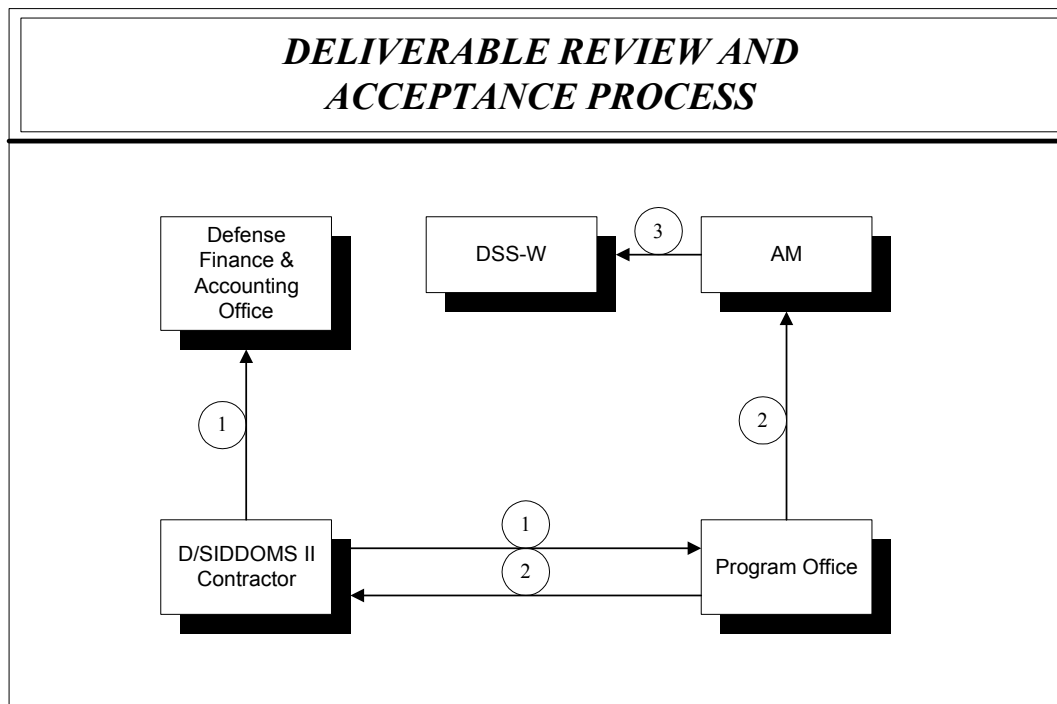 DELIVERABLE REVIEW AND
ACCEPTANCE PROCESS
Defense
Finance &
Accounting
Office
DSS-W
3
AM
1
2
D/SIDDOMS II
Contractor
1
2
Program Office